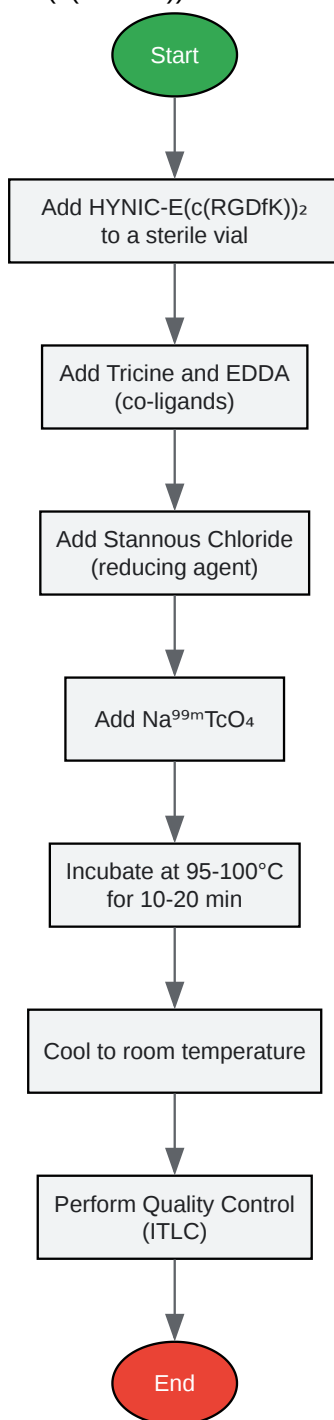 Start
Add HYNIC-E(c(RGDfK))₂
to a sterile vial
Add Tricine and EDDA
(co-ligands)
Add Stannous Chloride
(reducing agent)
Add Na⁹⁹ᵐTcO₄
Incubate at 95-100°C
for 10-20 min
Cool to room temperature
Perform Quality Control
(ITLC)
End